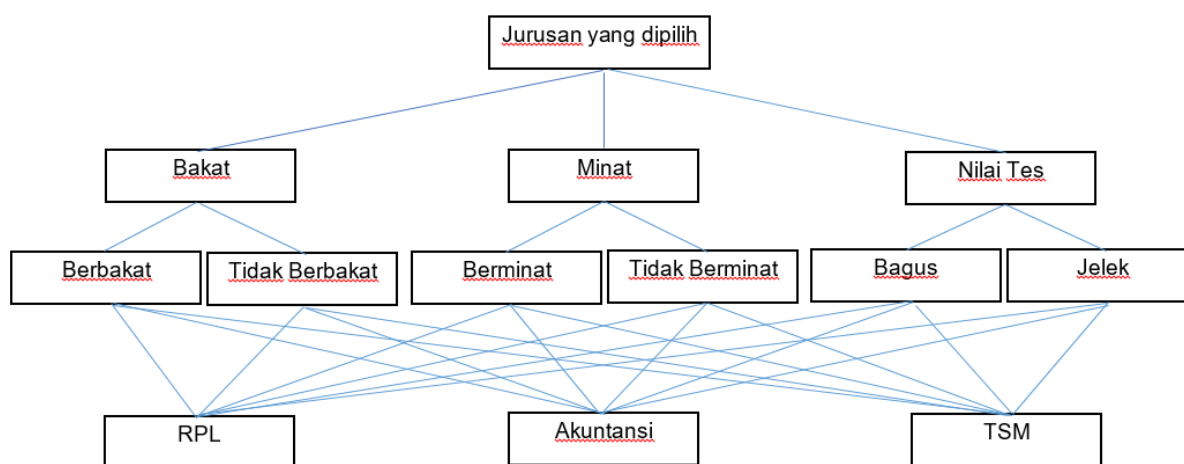 Jurusan yang dipilih
Bakat
Minat
Nilai Tes
Berbakat
Tidak Berbakat
Berminat
Tidak Berminat
Bagus
Jelek
RPL
Akuntansi
TSM